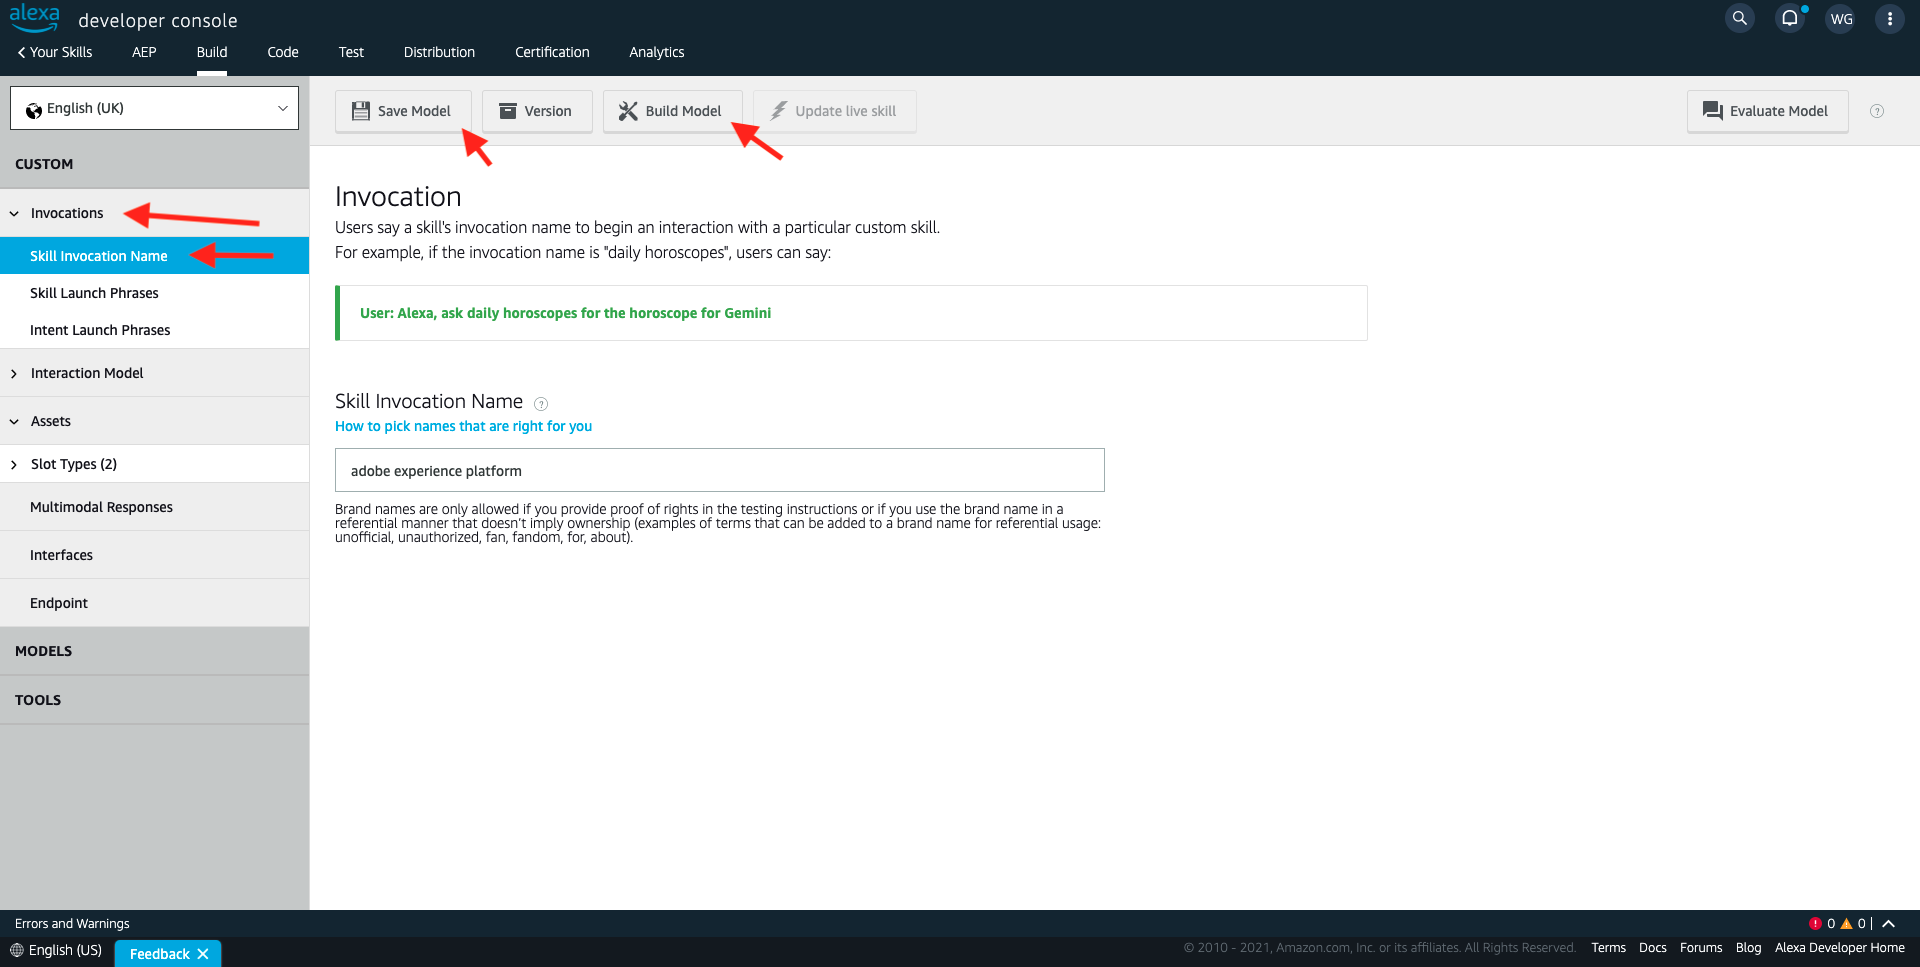 alexa developer console
WG
Your Skills AEP Build Code Test Distribution Certification Analytics
English (UK)
Save Model Version Build Model Update live skill Evaluate Model ?
CUSTOM
Invocations
Skill Invocation Name
Skill Launch Phrases
Intent Launch Phrases
Interaction Model
Assets
Slot Types (2)
Multimodal Responses
Interfaces
Endpoint
MODELS
TOOLS
Invocation
Users say a skill's invocation name to begin an interaction with a particular custom skill.
For example, if the invocation name is "daily horoscopes", users can say:
User: Alexa, ask daily horoscopes for the horoscope for Gemini
Skill Invocation Name ?
How to pick names that are right for you
adobe experience platform
Brand names are only allowed if you provide proof of rights in the testing instructions or if you use the brand name in a
referential manner that doesn't imply ownership (examples of terms that can be added to a brand name for referential usage:
unofficial, unauthorized, fan, fandom, for, about).
Errors and Warnings
0 0
English (US) Feedback
© 2010 - 2021, Amazon.com, Inc. or its affiliates. All Rights Reserved. Terms Docs Forums Blog Alexa Developer Home